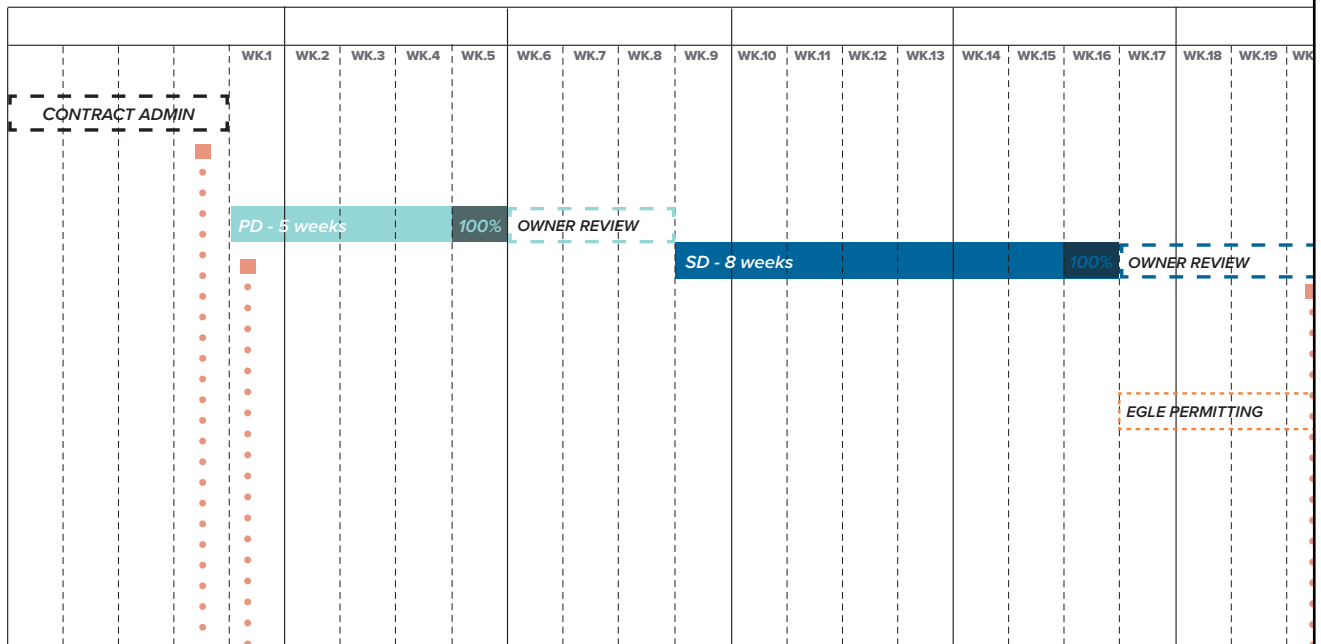 WK.1 WK.2 WK.3 WK.4 WK.5 WK.6 WK.7 WK.8 WK.9 WK.10 WK.11 WK.12 WK.13 WK.14 WK.15 WK.16 WK.17 WK.18 WK.19 WK
CONTRACT ADMIN
PD - 5 weeks 100% OWNER REVIEW
SD - 8 weeks 100% OWNER REVIEW
EGLE PERMITTING